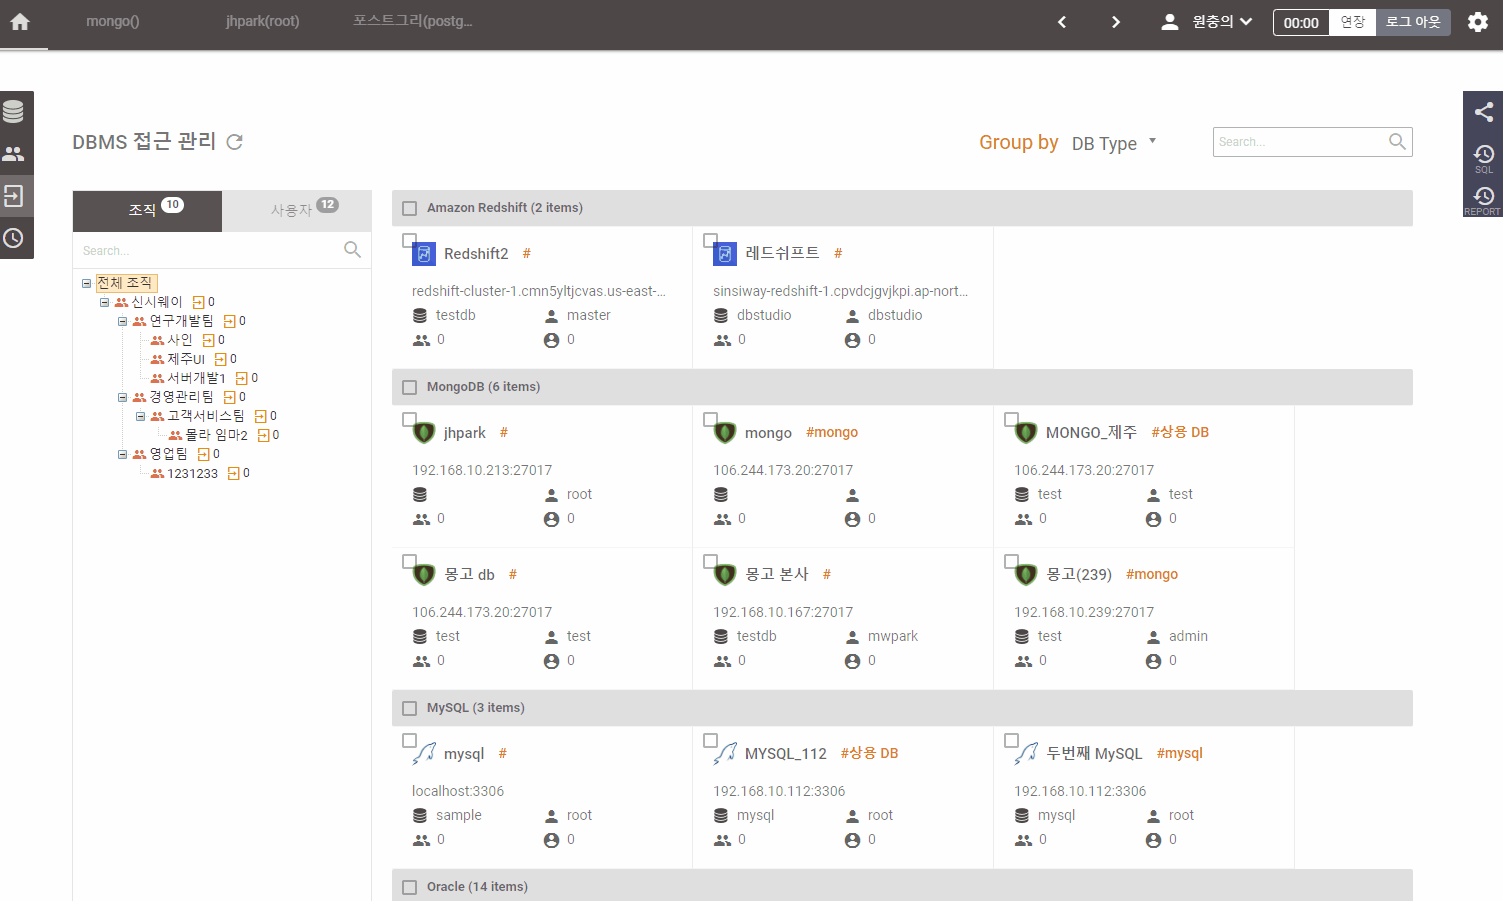 mongo() jhpark(root) 포스트그리(postg... 원충의 00:00 연장 로그 아웃
DBMS 접근 관리 Group by DB Type Search...
SQL
REPORT
조직 10 사용자 12
Search...
전체 조직
신시웨이 0
연구개발팀 0
사인 0
제주UI 0
서버개발1 0
경영관리팀 0
고객서비스팀 0
몰라 임마2 0
영업팀 0
1231233 0
Amazon Redshift (2 items)
Redshift2 # 레드쉬프트 #
redshift-cluster-1.cmn5yltjcvas.us-east-... sinsiway-redshift-1.cpvdcjgvjkpi.ap-nort...
testdb master dbstudio dbstudio
0 0 0 0
MongoDB (6 items)
jhpark # mongo #mongo MONGO_제주 #상용 DB
192.168.10.213:27017 106.244.173.20:27017 106.244.173.20:27017
root test test
0 0 0 0 0 0
몽고 db # 몽고 본사 # 몽고(239) #mongo
106.244.173.20:27017 192.168.10.167:27017 192.168.10.239:27017
test test testdb mwpark test admin
0 0 0 0 0 0
MySQL (3 items)
mysql # MYSQL_112 #상용 DB 두번째 MySQL #mysql
localhost:3306 192.168.10.112:3306 192.168.10.112:3306
sample root mysql root mysql root
0 0 0 0 0 0
Oracle (14 items)